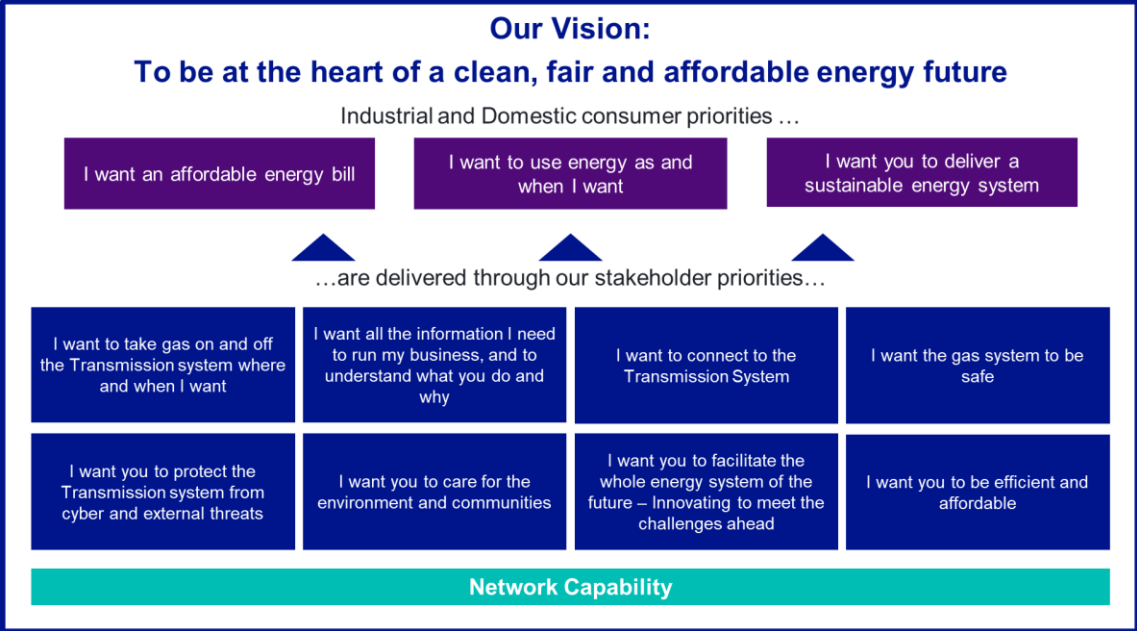 Our Vision:
To be at the heart of a clean, fair and affordable energy future
Industrial and Domestic consumer priorities …
I want an affordable energy bill
I want to use energy as and
when I want
I want you to deliver a
sustainable energy system
…are delivered through our stakeholder priorities…
I want to take gas on and off
the Transmission system where
and when I want
I want all the information I need
to run my business, and to
understand what you do and
why
I want to connect to the
Transmission System
I want the gas system to be
safe
I want you to protect the
Transmission system from
cyber and external threats
I want you to care for the
environment and communities
I want you to facilitate the
whole energy system of the
future – Innovating to meet the
challenges ahead
I want you to be efficient and
affordable
Network Capability